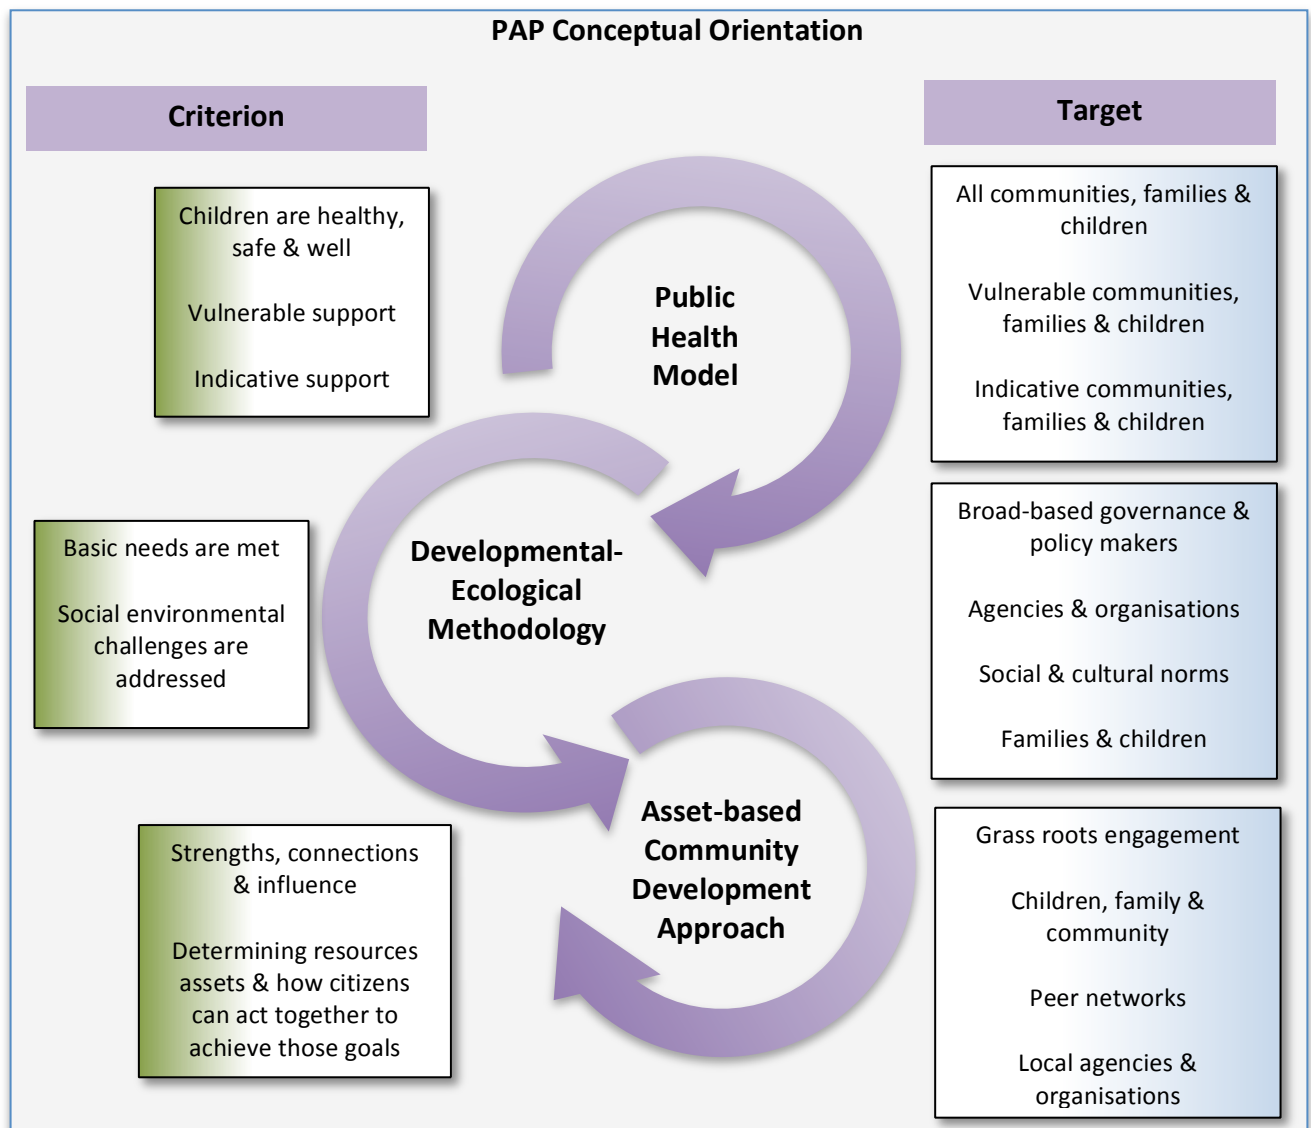 PAP Conceptual Orientation
Criterion
Target
Children are healthy,
safe & well
Vulnerable support
Indicative support
Public
Health
Model
All communities, families &
children
Vulnerable communities,
families & children
Indicative communities,
families & children
Basic needs are met
Social environmental
challenges are
addressed
Developmental-
Ecological
Methodology
Broad-based governance &
policy makers
Agencies & organisations
Social & cultural norms
Families & children
Strengths, connections
& influence
Determining resources
assets & how citizens
can act together to
achieve those goals
Asset-based
Community
Development
Approach
Grass roots engagement
Children, family &
community
Peer networks
Local agencies &
organisations